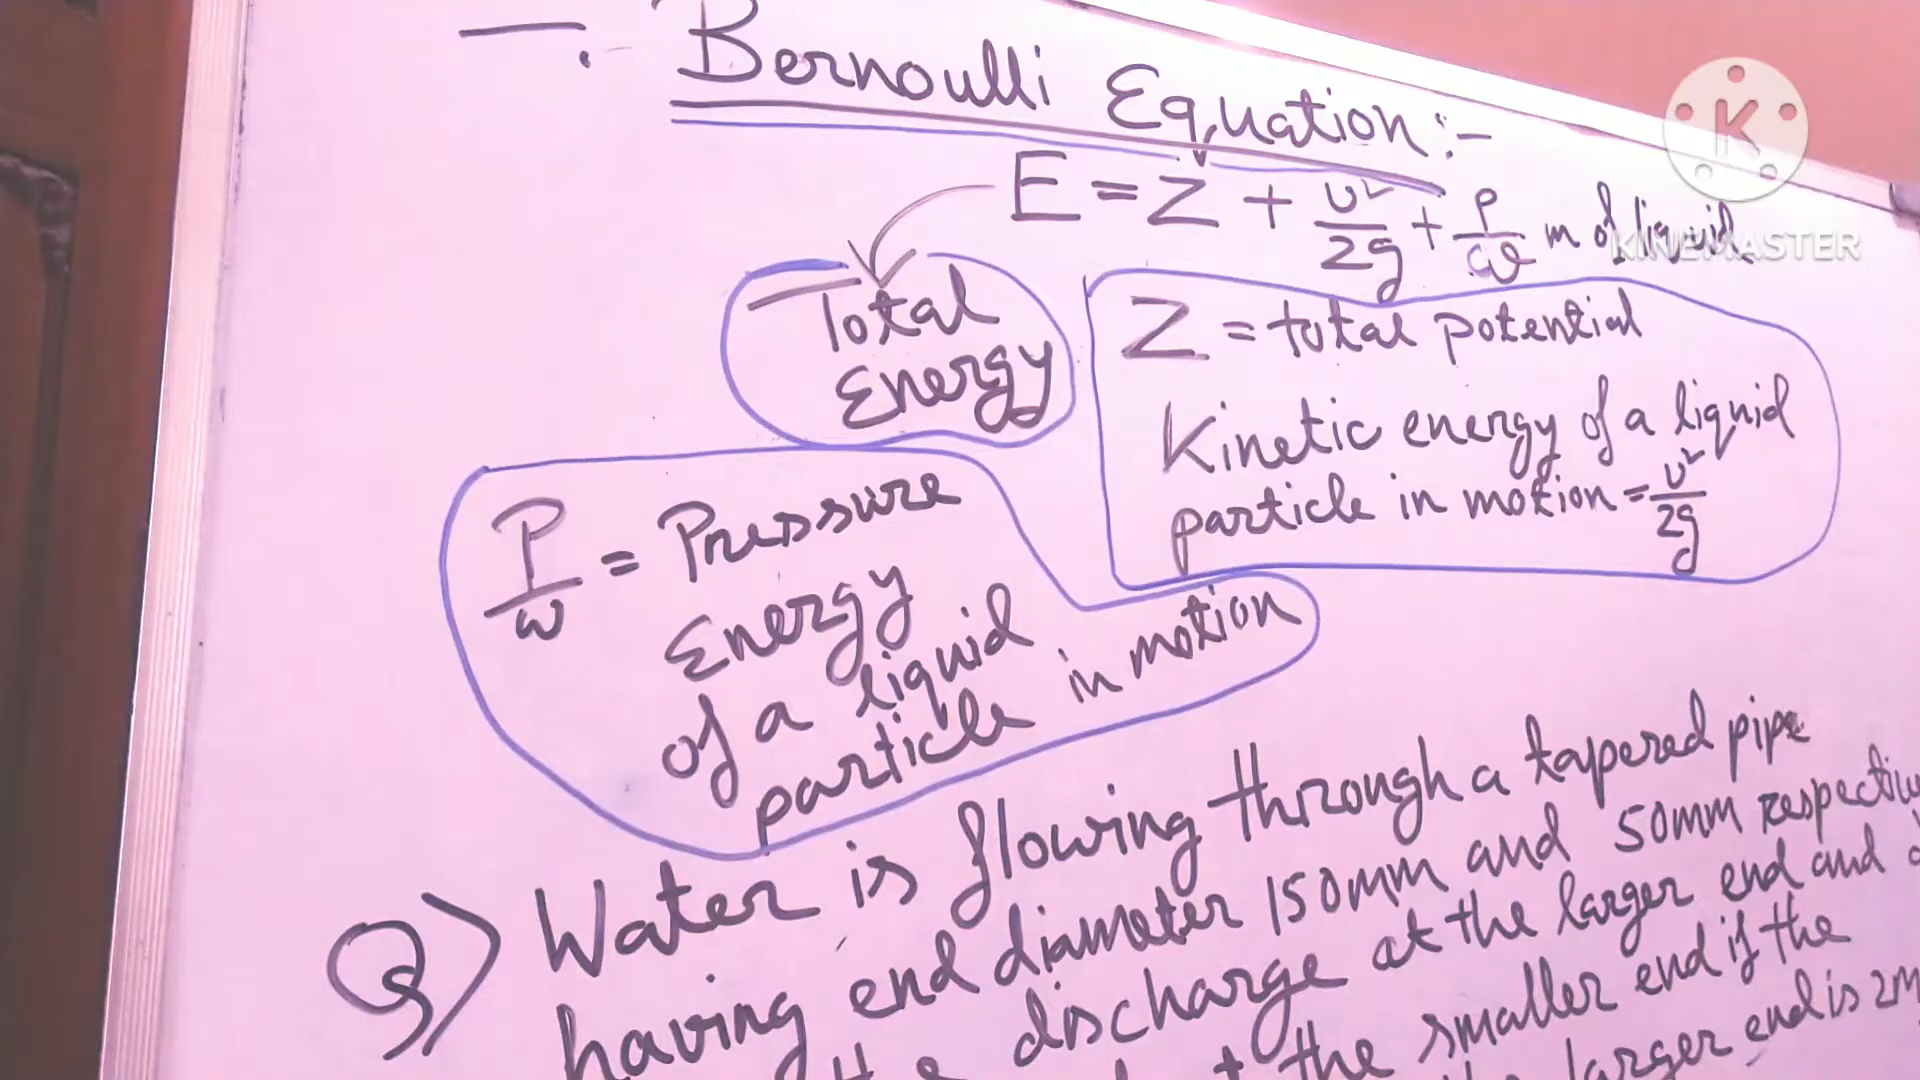 Bernoulli Equation:-
E = Z + v²/2g + P/ω m of liquid
KINEMASTER
K
Total
Energy
Z = total potential
Kinetic energy of a liquid
particle in motion = v²/2g
P/ω = Pressure
Energy
of a liquid
particle in motion
Q) Water is flowing through a tapered pipe
having end diameter 150mm and 50mm
discharge at the larger end and
the smaller end if the
larger end is 2m